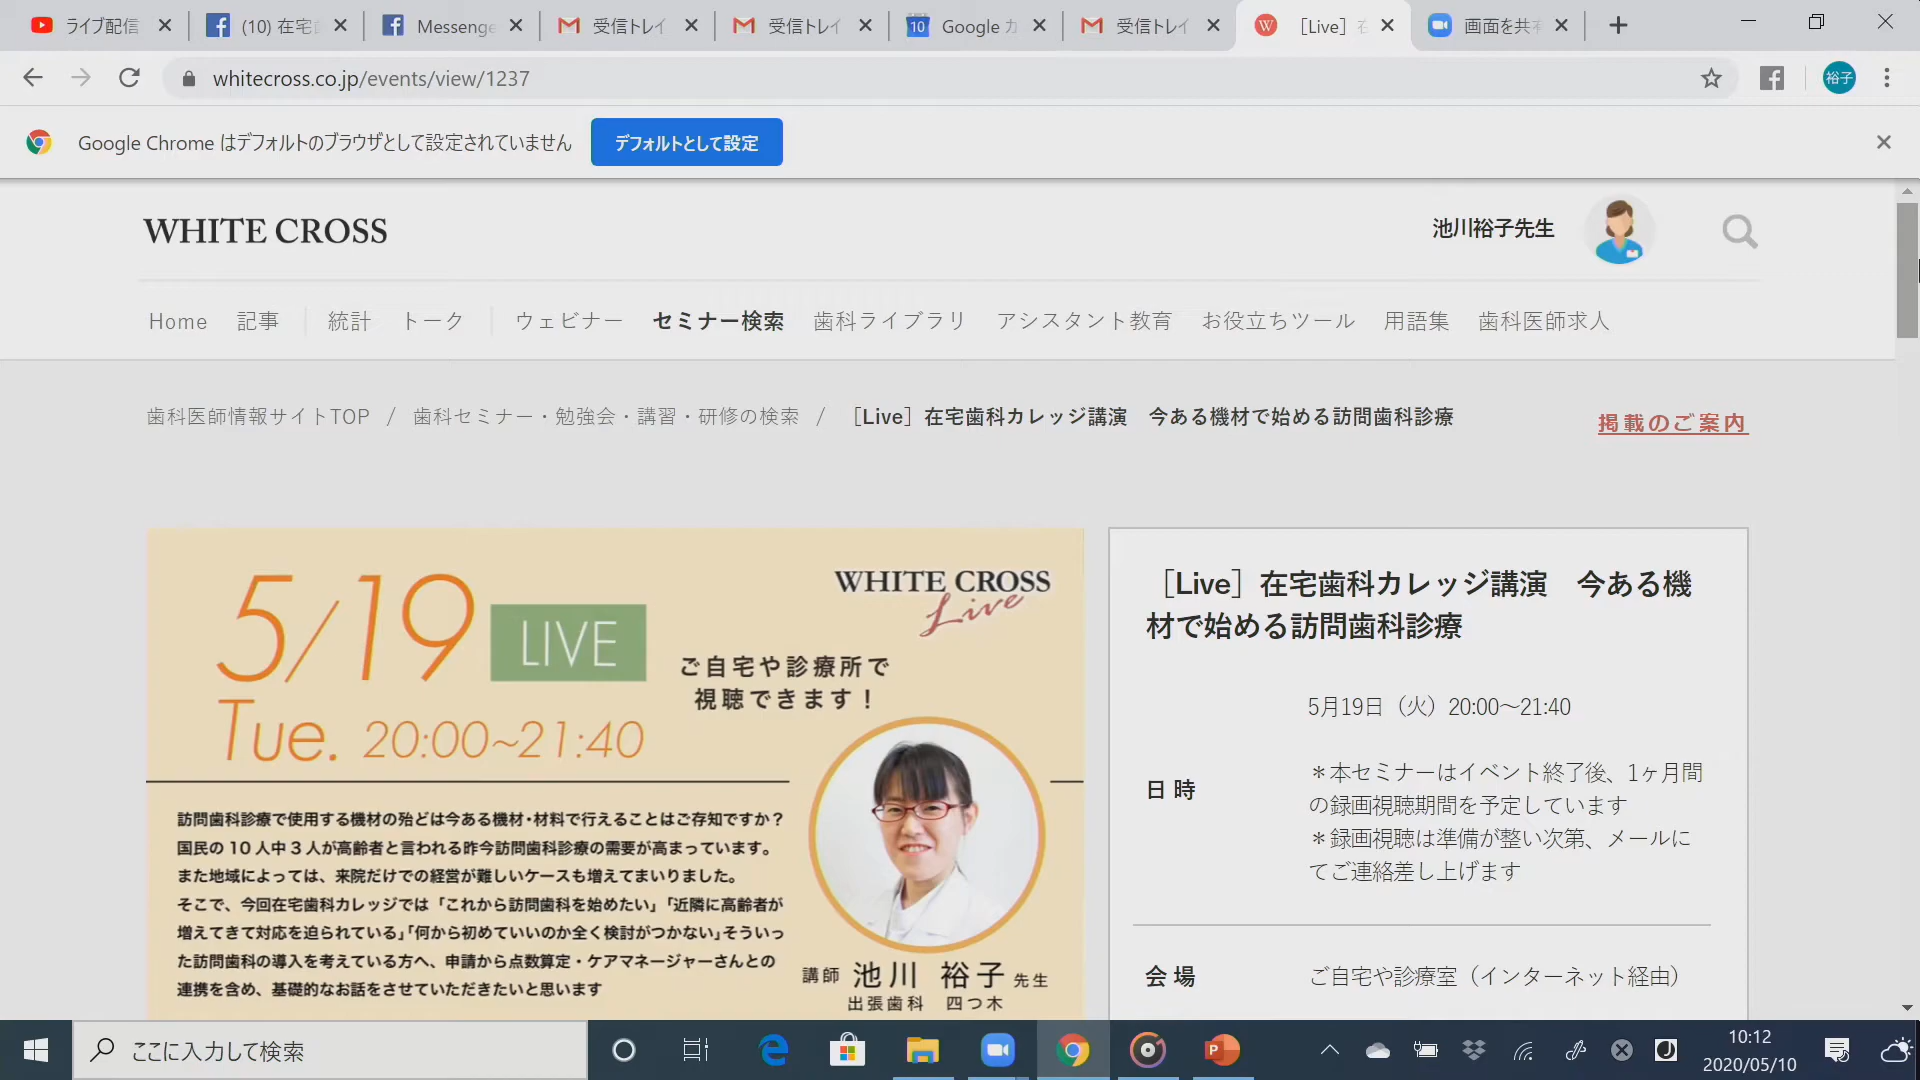 ライブ配信
(10) 在宅
Messenge
受信トレイ
受信トレイ
10
Google カ
受信トレイ
［Live］在
画面を共有
whitecross.co.jp/events/view/1237
裕子
Google Chrome はデフォルトのブラウザとして設定されていません
デフォルトとして設定
WHITE CROSS
池川裕子先生
Home 記事 統計 トーク ウェビナー セミナー検索 歯科ライブラリ アシスタント教育 お役立ちツール 用語集 歯科医師求人
歯科医師情報サイトTOP / 歯科セミナー・勉強会・講習・研修の検索 / ［Live］在宅歯科カレッジ講演　今ある機材で始める訪問歯科診療
掲載のご案内
5/19 LIVE
Tue. 20:00~21:40
WHITE CROSS
Live
ご自宅や診療所で
視聴できます！
訪問歯科診療で使用する機材の殆どは今ある機材・材料で行えることはご存知ですか？
国民の 10 人中 3 人が高齢者と言われる昨今訪問歯科診療の需要が高まっています。
また地域によっては、来院だけでの経営が難しいケースも増えてまいりました。
そこで、今回在宅歯科カレッジでは「これから訪問歯科を始めたい」「近隣に高齢者が
増えてきて対応を迫られている」「何から初めていいのか全く検討がつかない」そういっ
た訪問歯科の導入を考えている方へ、申請から点数算定・ケアマネージャーさんとの
連携を含め、基礎的なお話をさせていただきたいと思います
講師 池川 裕子 先生
出張歯科 四つ木
［Live］在宅歯科カレッジ講演　今ある機
材で始める訪問歯科診療
日時
5月19日（火）20:00〜21:40
＊本セミナーはイベント終了後、1ヶ月間
の録画視聴期間を予定しています
＊録画視聴は準備が整い次第、メールに
てご連絡差し上げます
会場
ご自宅や診療室（インターネット経由）
ここに入力して検索
10:12
2020/05/10